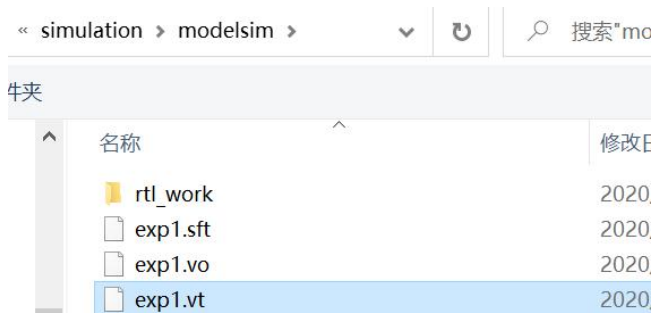 « simulation > modelsim >
搜索"mo
件夹
名称
修改日
rtl_work
2020
exp1.sft
2020
exp1.vo
2020
exp1.vt
2020